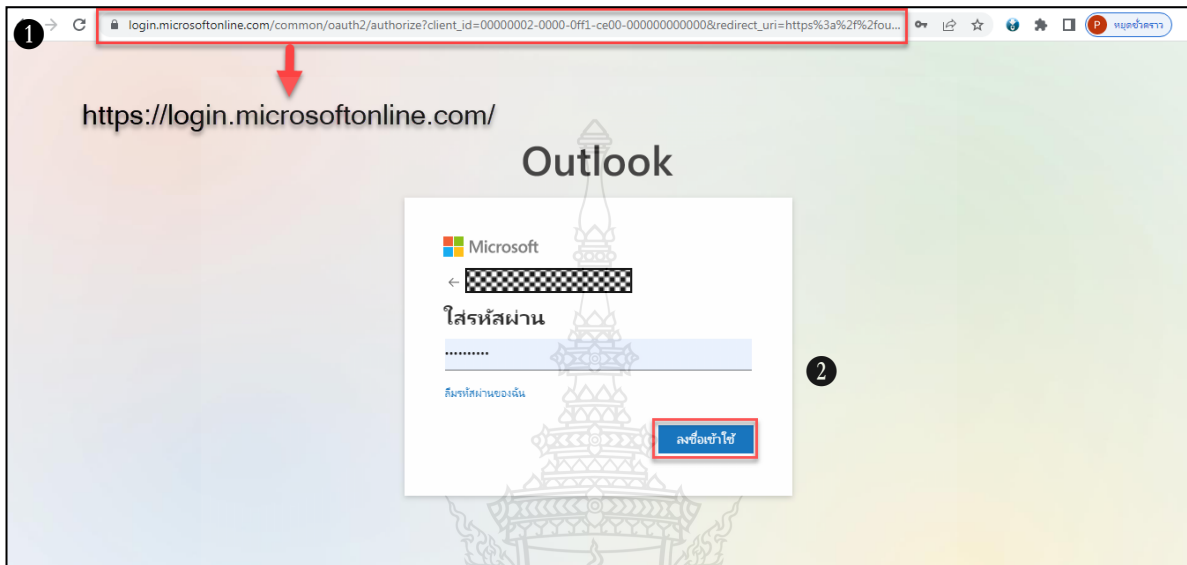 1
login.microsoftonline.com/common/oauth2/authorize?client_id=00000002-0000-0ff1-ce00-000000000000&redirect_uri=https%3a%2f%2fou...
P หยุดชั่วคราว
https://login.microsoftonline.com/
Outlook
Microsoft
ใส่รหัสผ่าน
ลืมรหัสผ่านของฉัน
2
ลงชื่อเข้าใช้